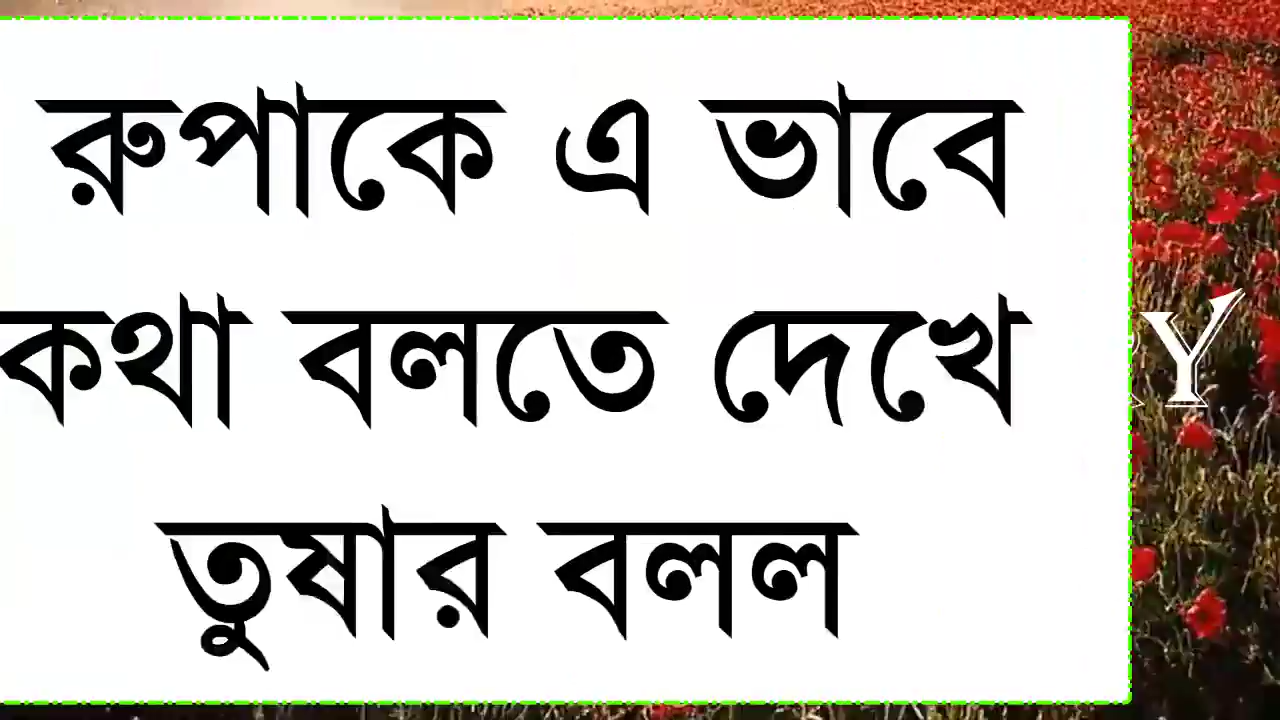 রুপাকে এ ভাবে
কথা বলতে দেখে
তুষার বলল